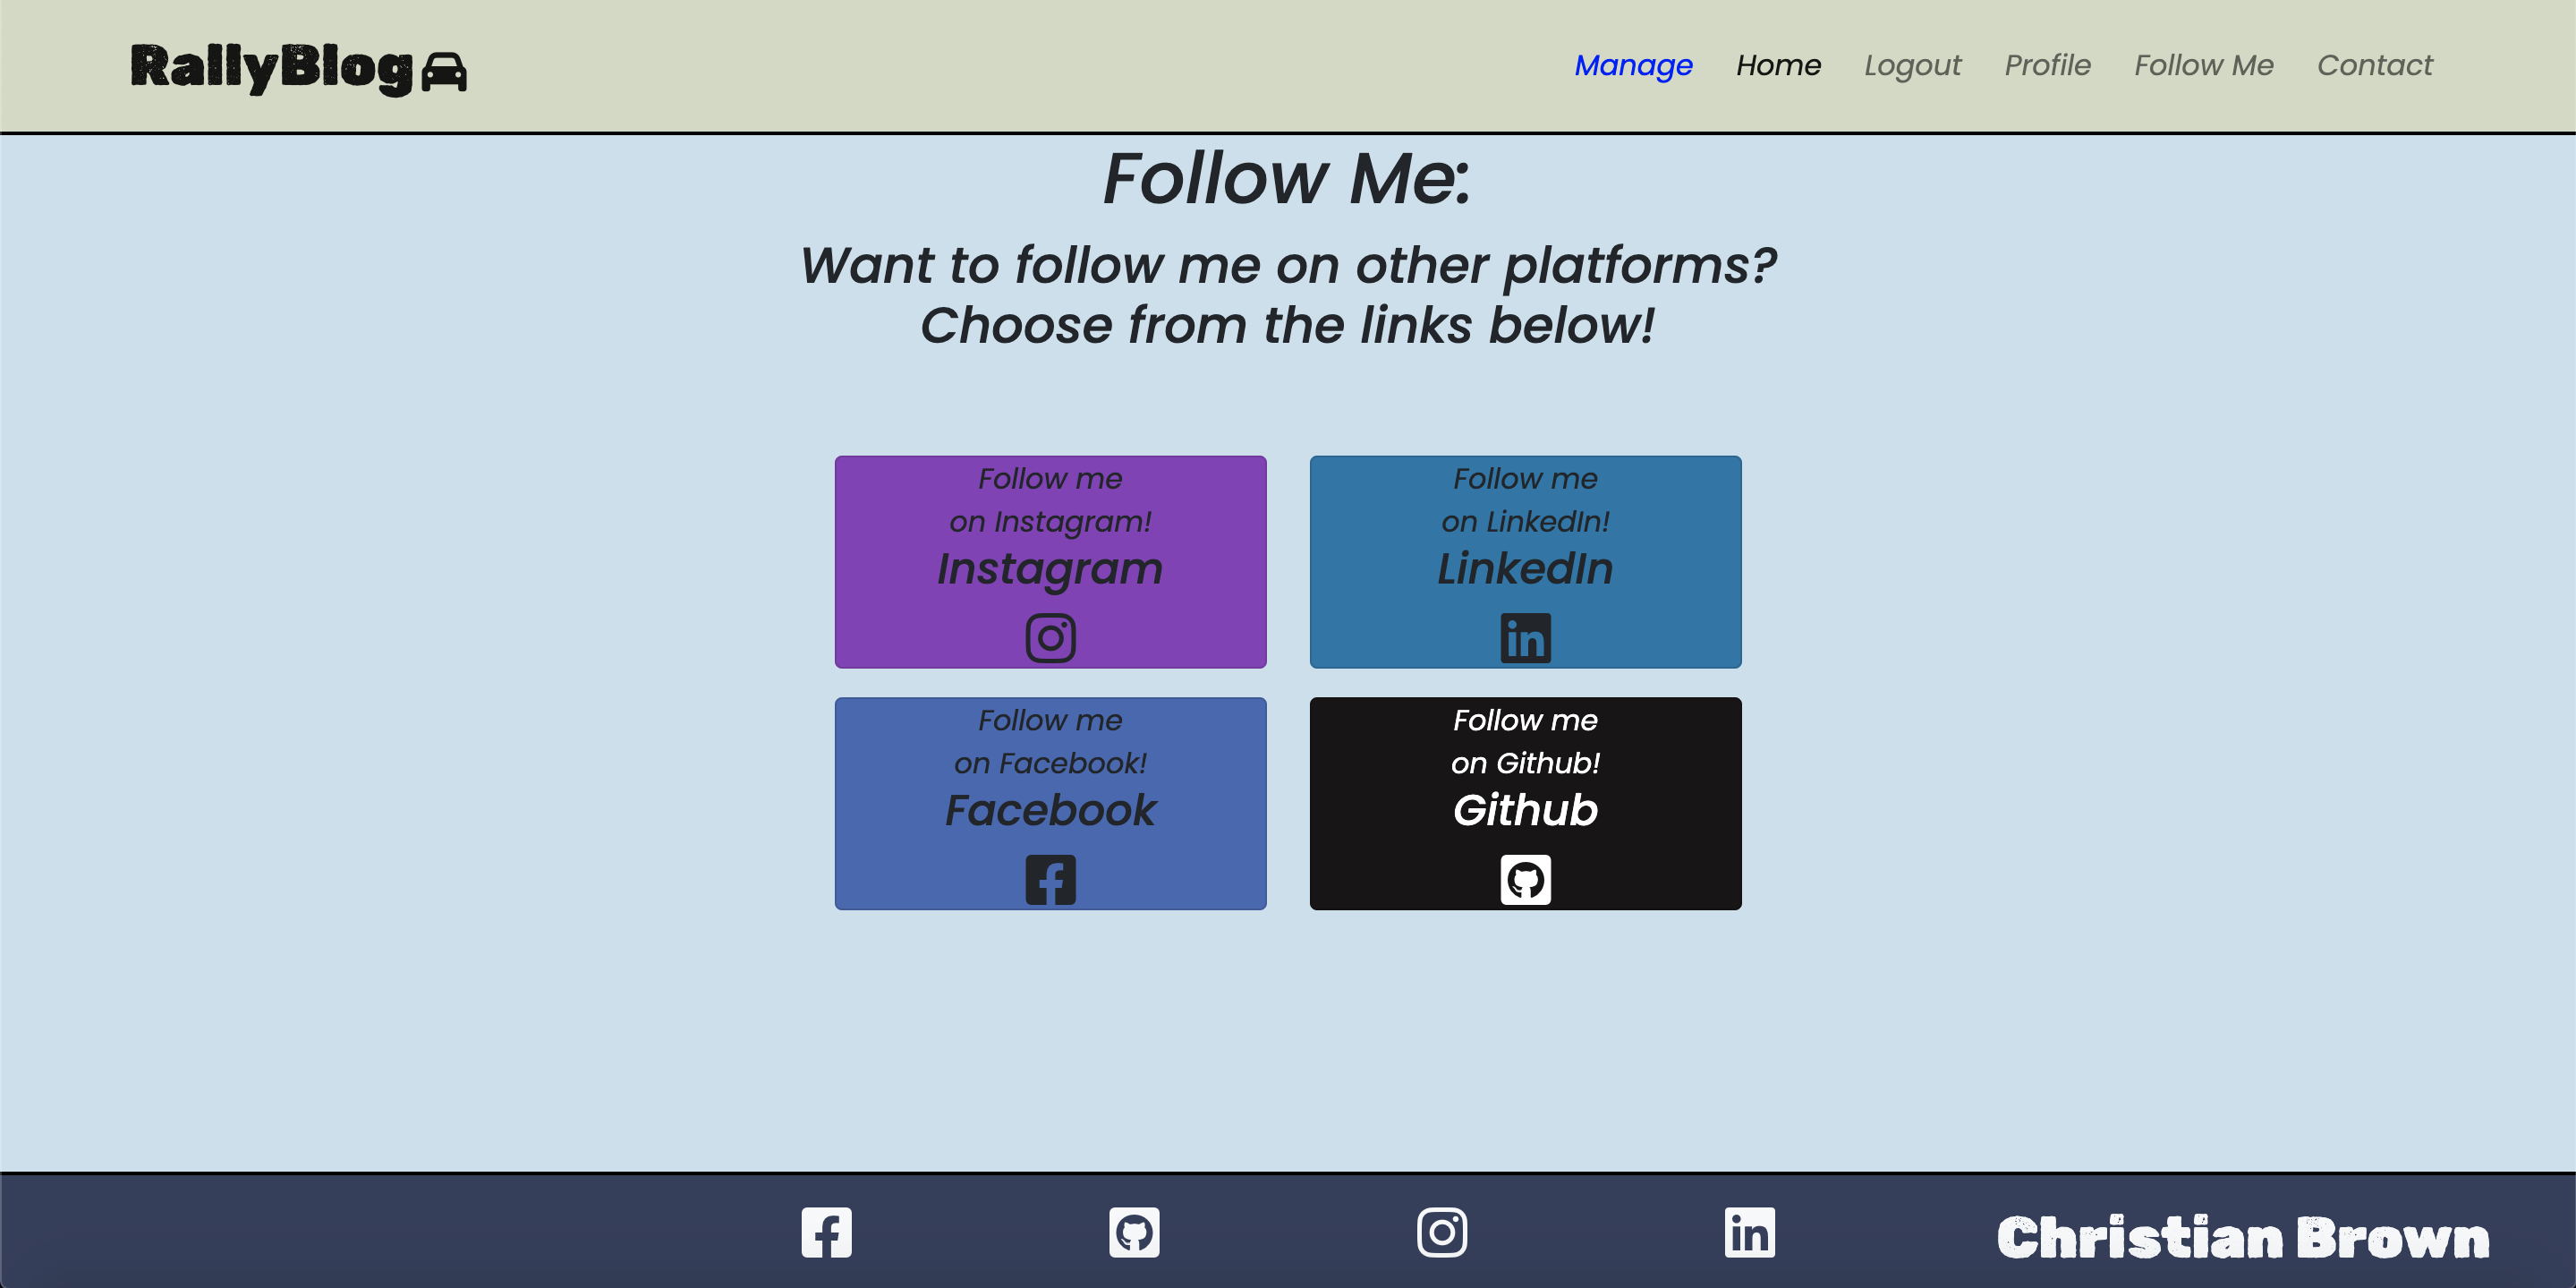 RallyBlog
Manage Home Logout Profile Follow Me Contact
Follow Me:
Want to follow me on other platforms?
Choose from the links below!
Follow me
on Instagram!
Instagram
Follow me
on LinkedIn!
LinkedIn
Follow me
on Facebook!
Facebook
Follow me
on Github!
Github
Christian Brown